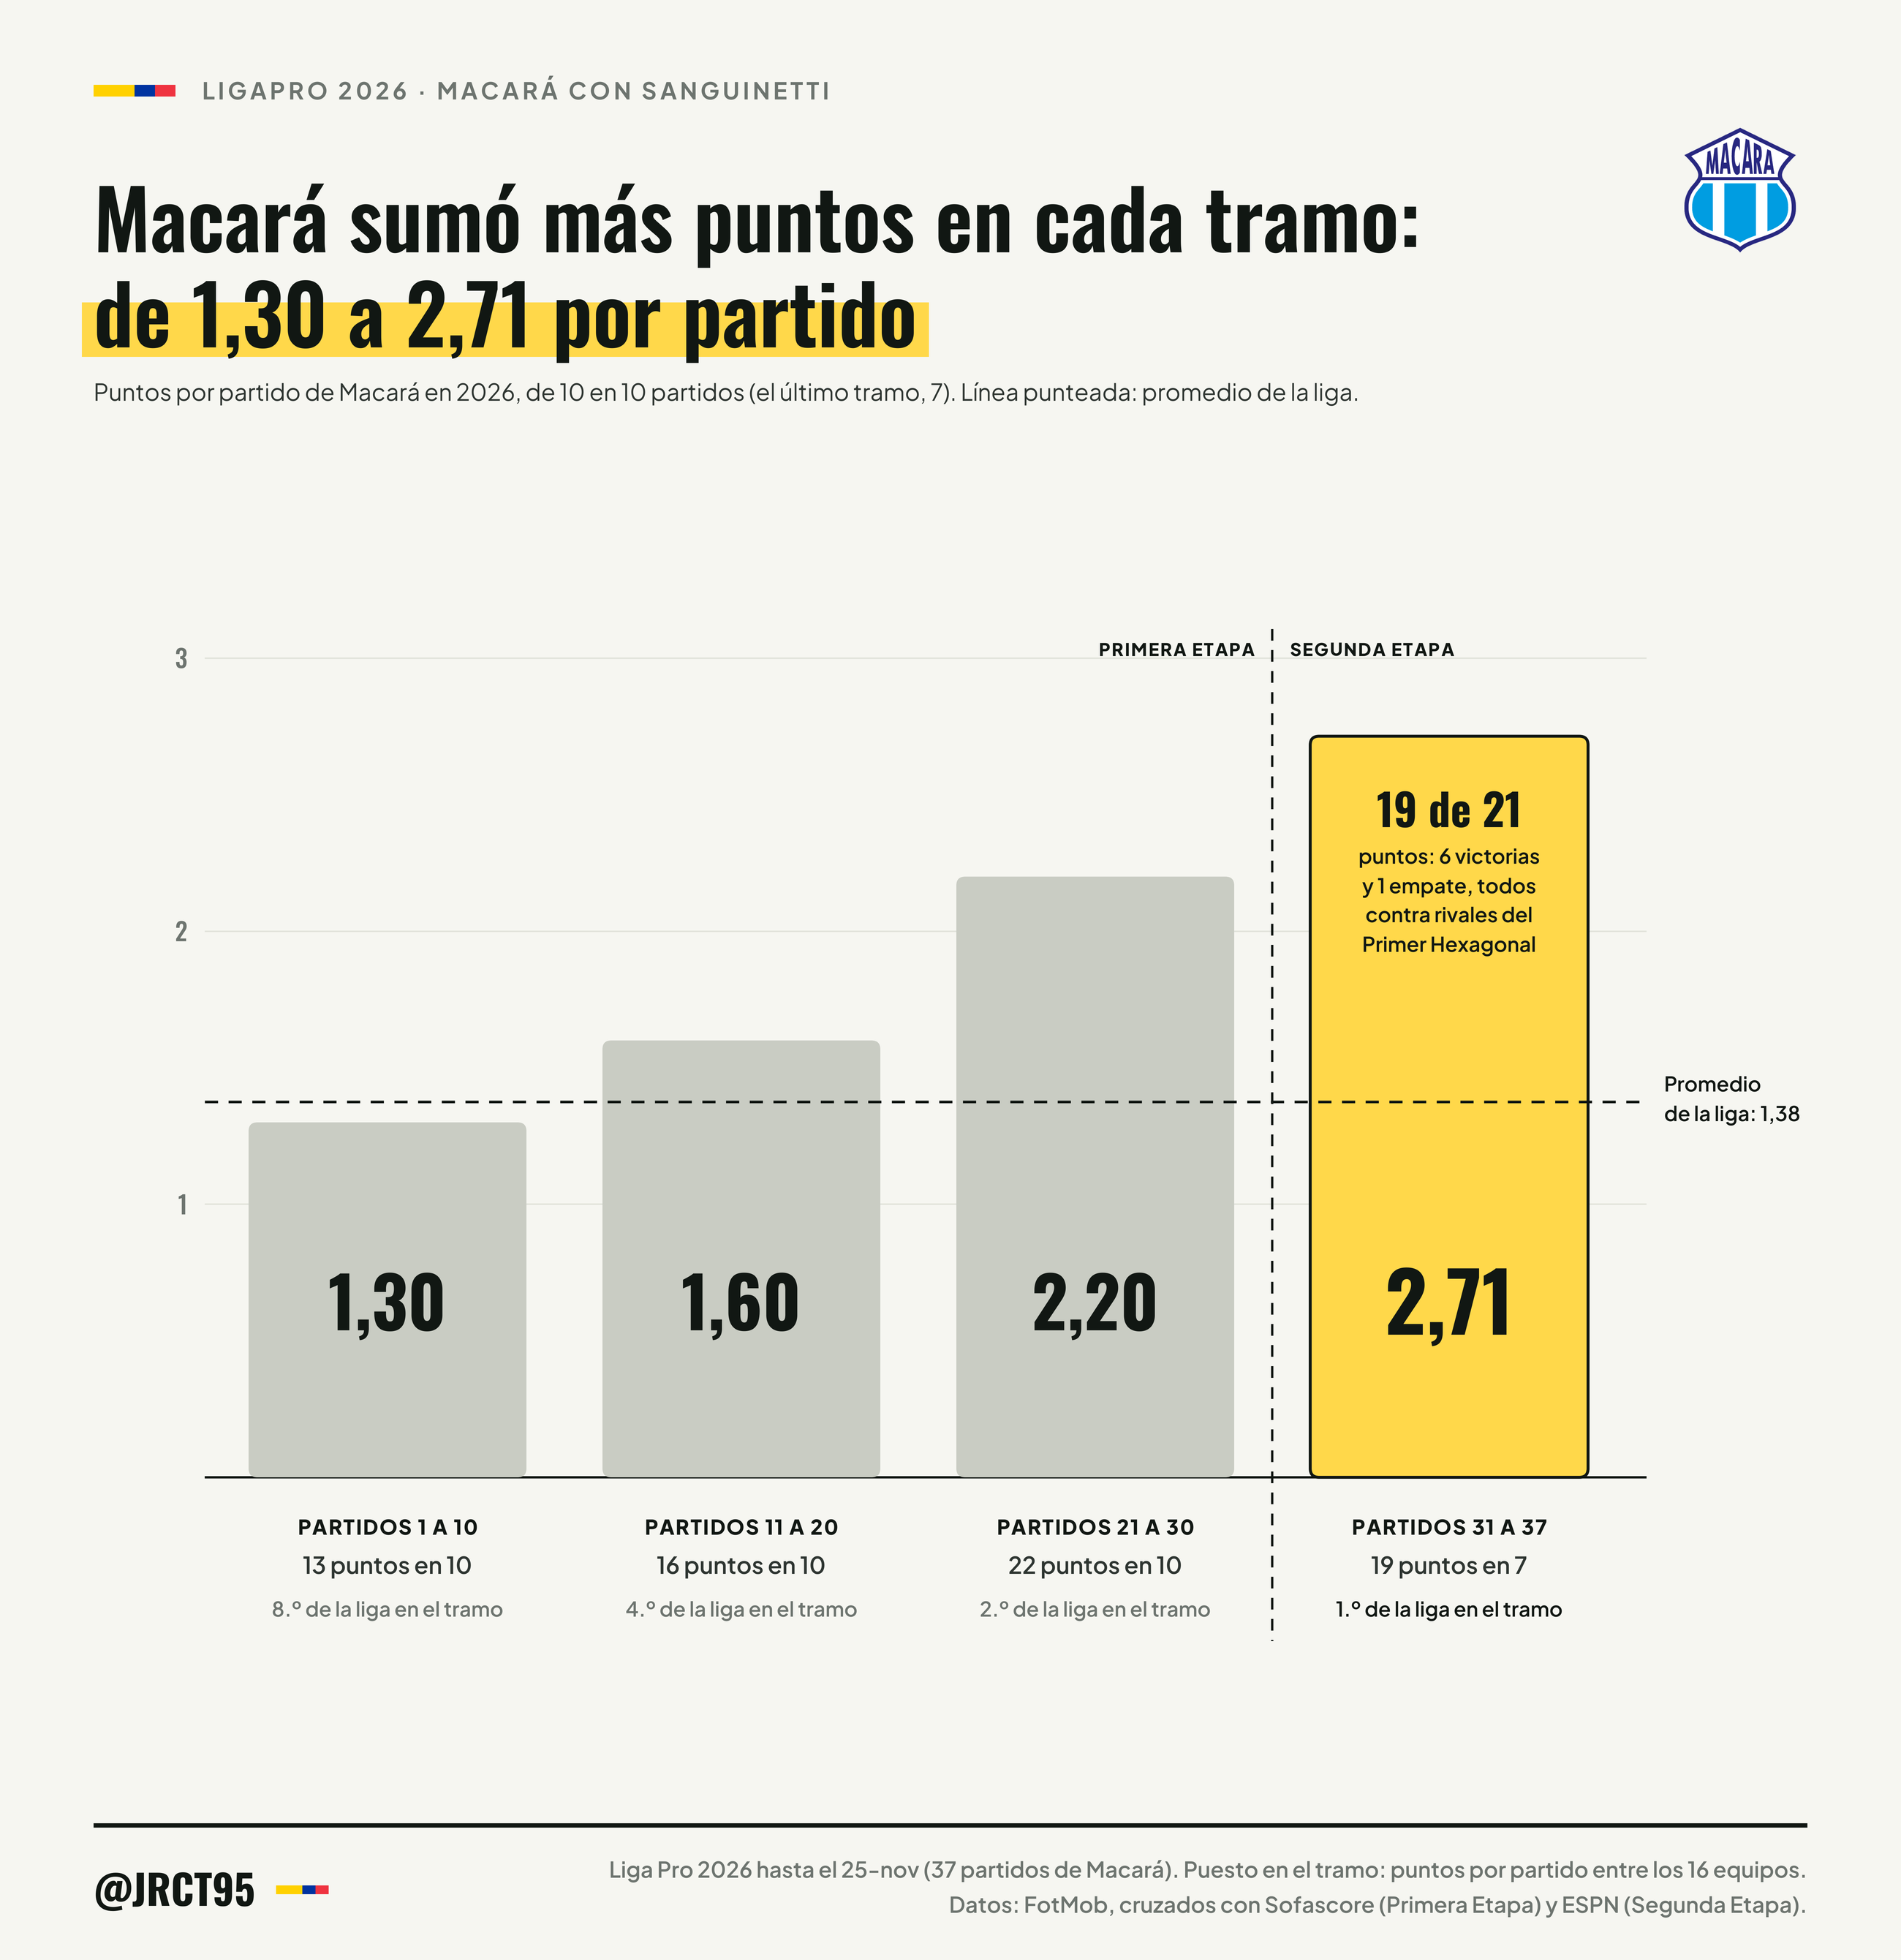 LIGAPRO 2026 · MACARÁ CON SANGUINETTI
MACARA
Macará sumó más puntos en cada tramo:
de 1,30 a 2,71 por partido
Puntos por partido de Macará en 2026, de 10 en 10 partidos (el último tramo, 7). Línea punteada: promedio de la liga.
PRIMERA ETAPA
SEGUNDA ETAPA
3
2
1
19 de 21
puntos: 6 victorias
y 1 empate, todos
contra rivales del
Primer Hexagonal
Promedio
de la liga: 1,38
1,30
1,60
2,20
2,71
PARTIDOS 1 A 10
13 puntos en 10
8.º de la liga en el tramo
PARTIDOS 11 A 20
16 puntos en 10
4.º de la liga en el tramo
PARTIDOS 21 A 30
22 puntos en 10
2.º de la liga en el tramo
PARTIDOS 31 A 37
19 puntos en 7
1.º de la liga en el tramo
@JRCT95
Liga Pro 2026 hasta el 25-nov (37 partidos de Macará). Puesto en el tramo: puntos por partido entre los 16 equipos.
Datos: FotMob, cruzados con Sofascore (Primera Etapa) y ESPN (Segunda Etapa).